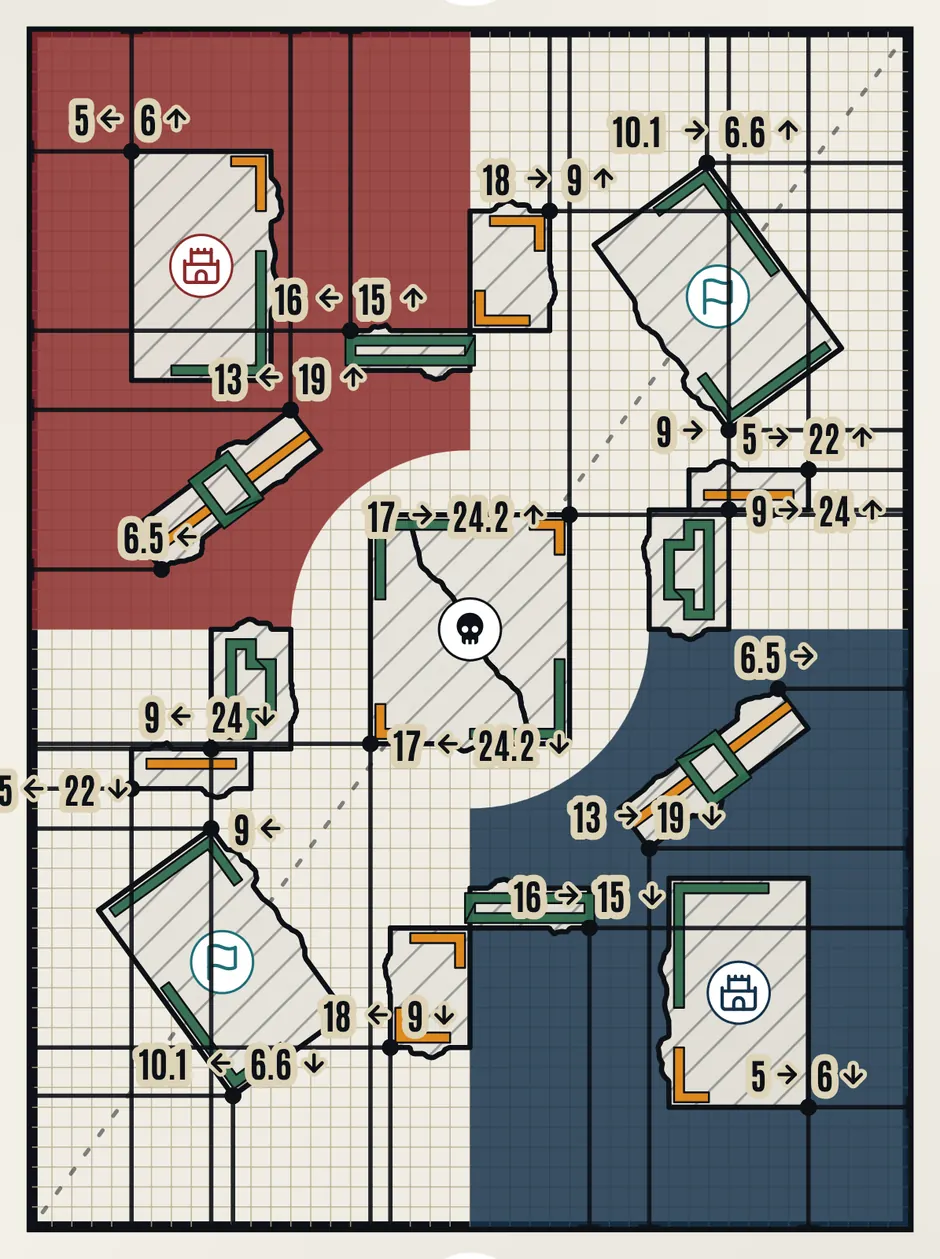 5← 6↑
10.1 → 6.6 ↑
18 → 9 ↑
16 ← 15 ↑
13 ← 19 ↑
9 →
5 → 22 ↑
17 → 24.2 ↑
9 → 24 ↑
6.5 ←
6.5 →
9 ← 24 ↓
17 ← 24.2 ↓
5 ← 22 ↓
13 → 19 ↓
9 ←
16 → 15 ↓
18 ← 9 ↓
10.1 ← 6.6 ↓
5 → 6 ↓